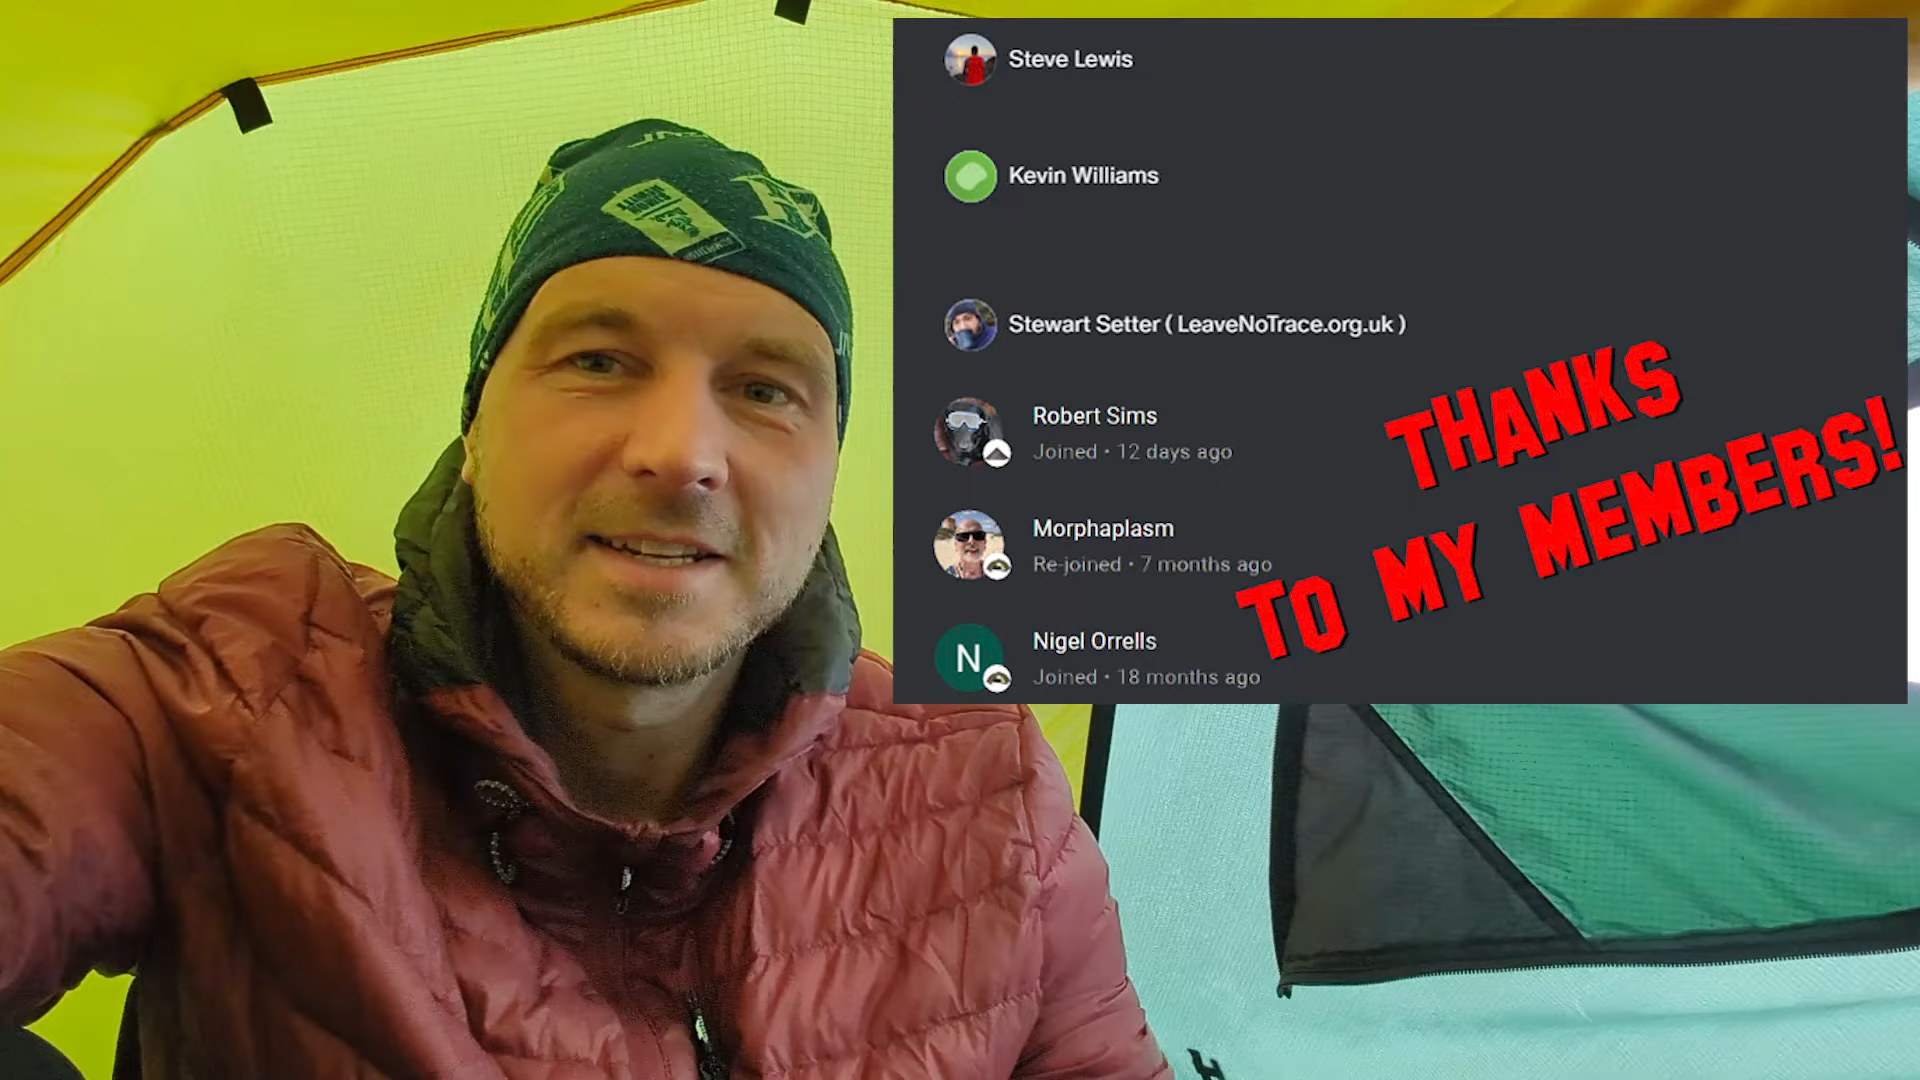 Steve Lewis
Kevin Williams
Stewart Setter ( LeaveNoTrace.org.uk )
Robert Sims
Joined • 12 days ago
Morphaplasm
Re-joined • 7 months ago
N
Nigel Orrells
Joined • 18 months ago
THANKS
TO MY MEMBERS!